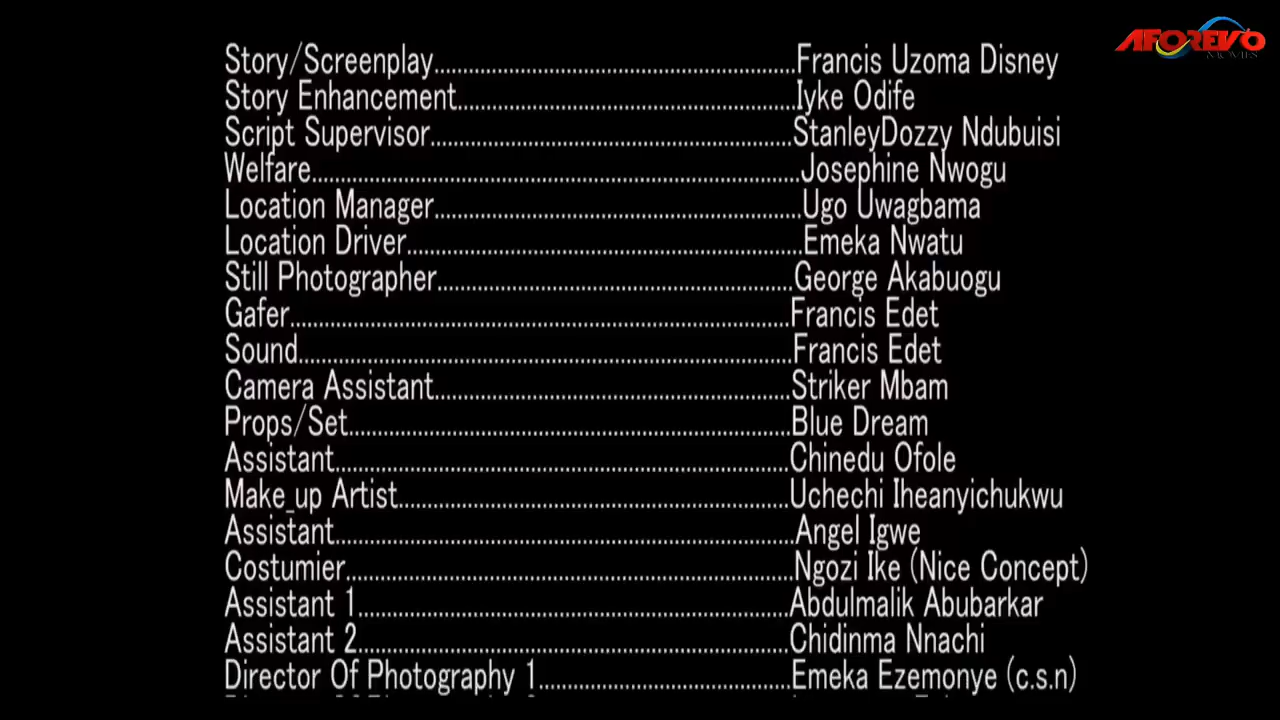 AFOREVO
MOVIES
Story/Screenplay..............................................................Francis Uzoma Disney
Story Enhancement..........................................................Iyke Odife
Script Supervisor..............................................................StanleyDozzy Ndubuisi
Welfare....................................................................................Josephine Nwogu
Location Manager...............................................................Ugo Uwagbama
Location Driver....................................................................Emeka Nwatu
Still Photographer.............................................................George Akabuogu
Gafer......................................................................................Francis Edet
Sound.....................................................................................Francis Edet
Camera Assistant.............................................................Striker Mbam
Props/Set............................................................................Blue Dream
Assistant..............................................................................Chinedu Ofole
Make_up Artist...................................................................Uchechi Iheanyichukwu
Assistant...............................................................................Angel Igwe
Costumier.............................................................................Ngozi Ike (Nice Concept)
Assistant 1..........................................................................Abdulmalik Abubarkar
Assistant 2..........................................................................Chidinma Nnachi
Director Of Photography 1...........................................Emeka Ezemonye (c.s.n)